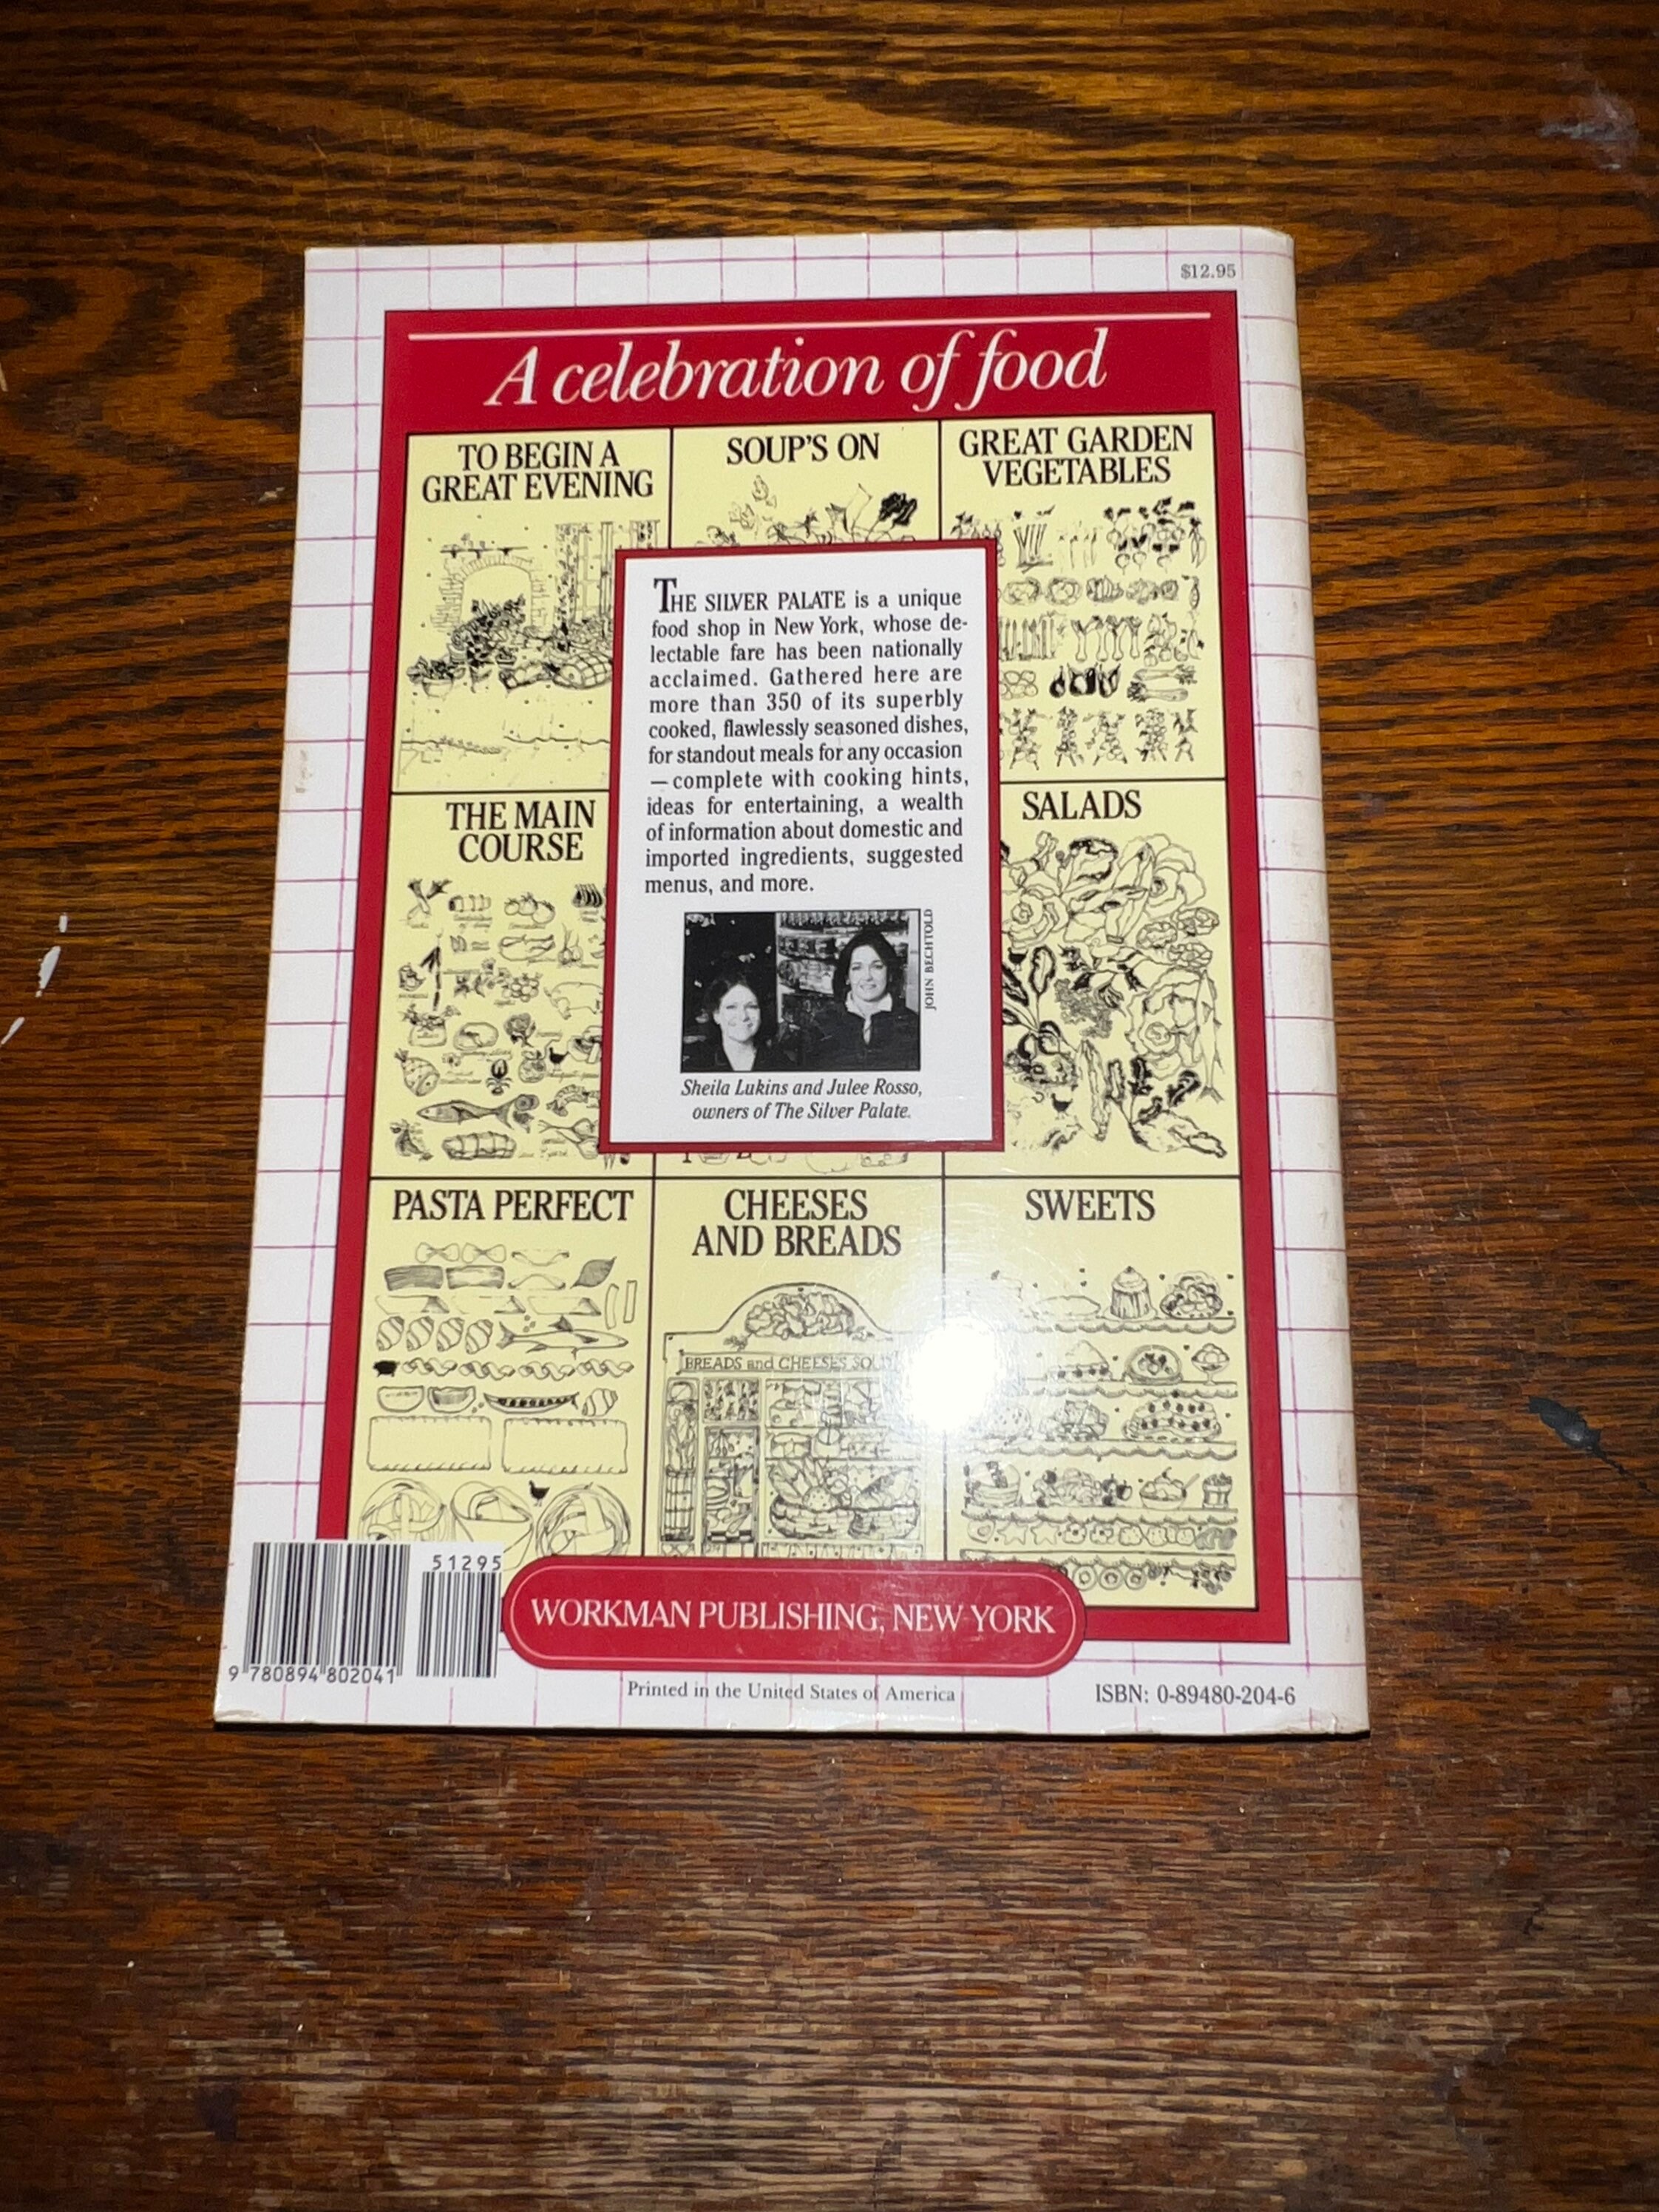 $12.95
A celebration of food
TO BEGIN A
GREAT EVENING
SOUP'S ON
GREAT GARDEN
VEGETABLES
THE SILVER PALATE is a unique
food shop in New York, whose de-
lectable fare has been nationally
acclaimed. Gathered here are
more than 350 of its superbly
cooked, flawlessly seasoned dishes,
for standout meals for any occasion
—complete with cooking hints,
ideas for entertaining, a wealth
of information about domestic and
imported ingredients, suggested
menus, and more.
JOHN BECHTOLD
Sheila Lukins and Julee Rosso,
owners of The Silver Palate.
THE MAIN
COURSE
SALADS
PASTA PERFECT
CHEESES
AND BREADS
BREADS and CHEESES
SWEETS
51295
9 780894 802041
WORKMAN PUBLISHING, NEW YORK
Printed in the United States of America
ISBN: 0-89480-204-6